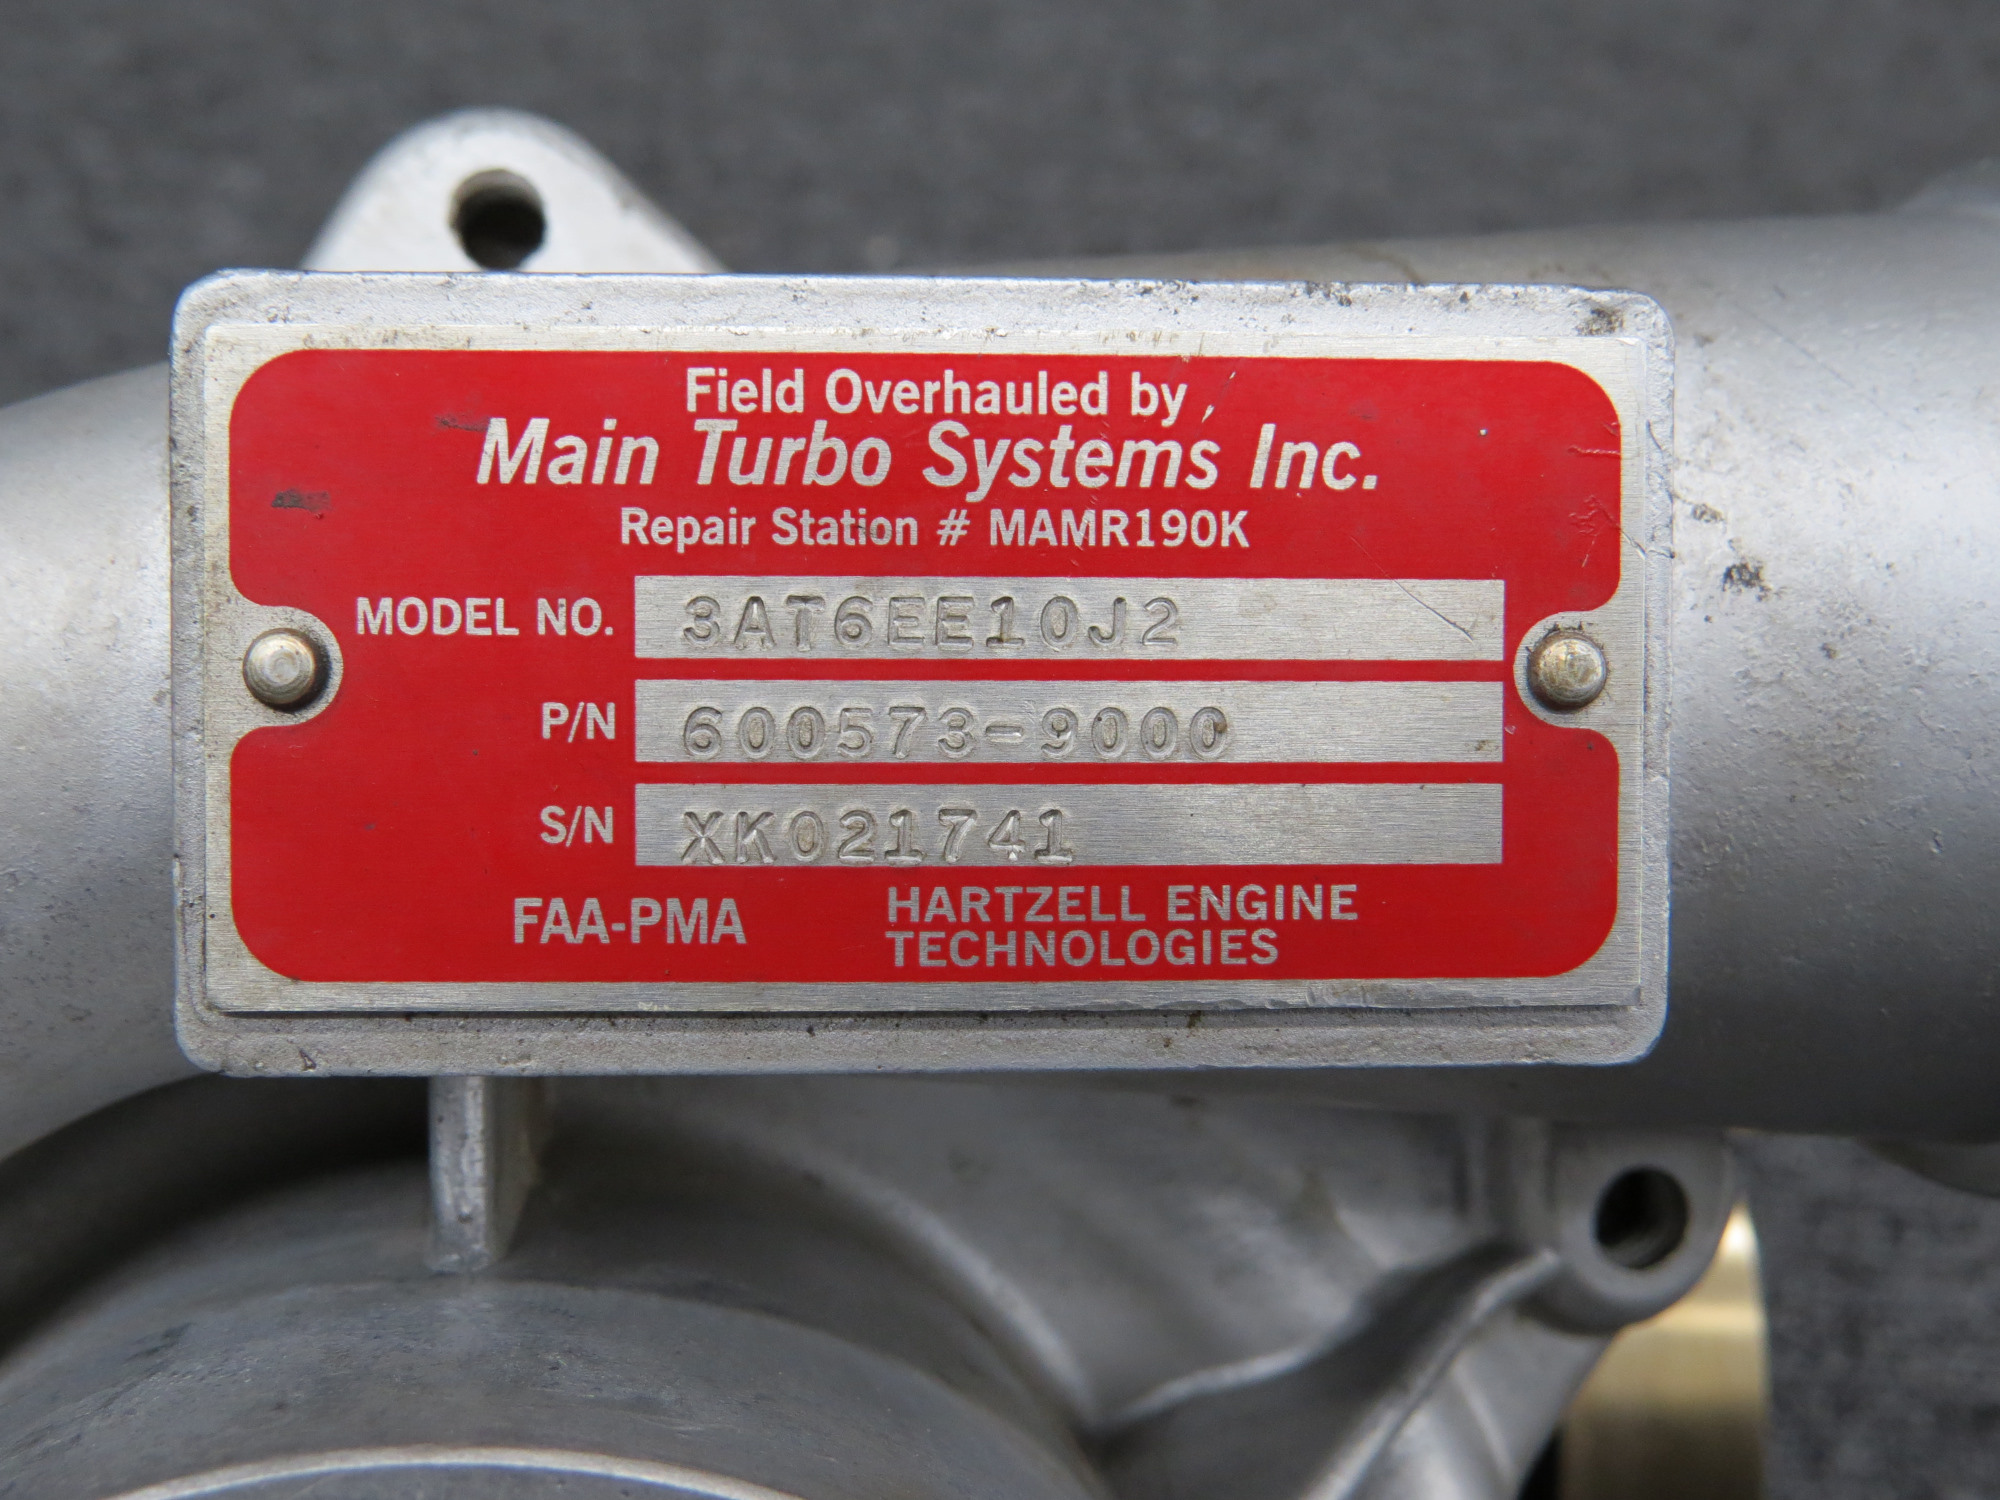 Field Overhauled by
Main Turbo Systems Inc.
Repair Station # MAMR190K
MODEL NO. 3AT6EE10J2
P/N 600573-9000
S/N XK021741
FAA-PMA HARTZELL ENGINE
TECHNOLOGIES